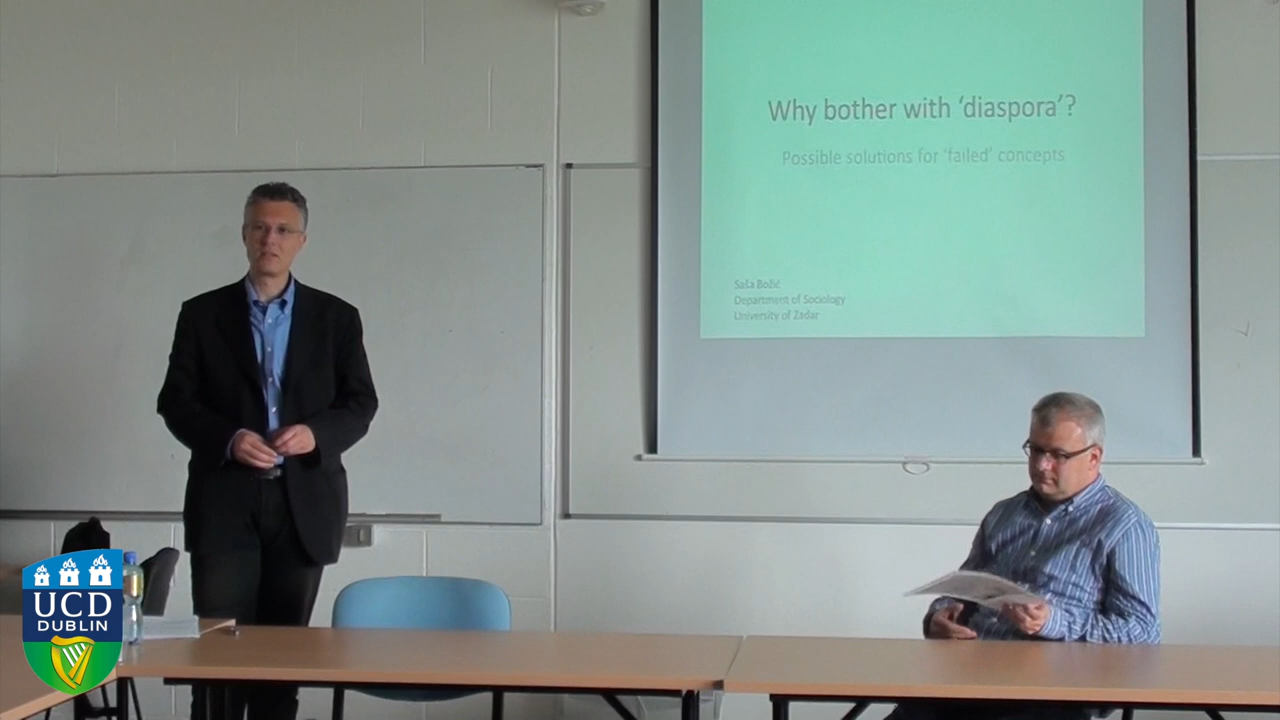 Why bother with ‘diaspora’?
Possible solutions for ‘failed’ concepts
Saša Božić
Department of Sociology
University of Zadar
UCD
DUBLIN